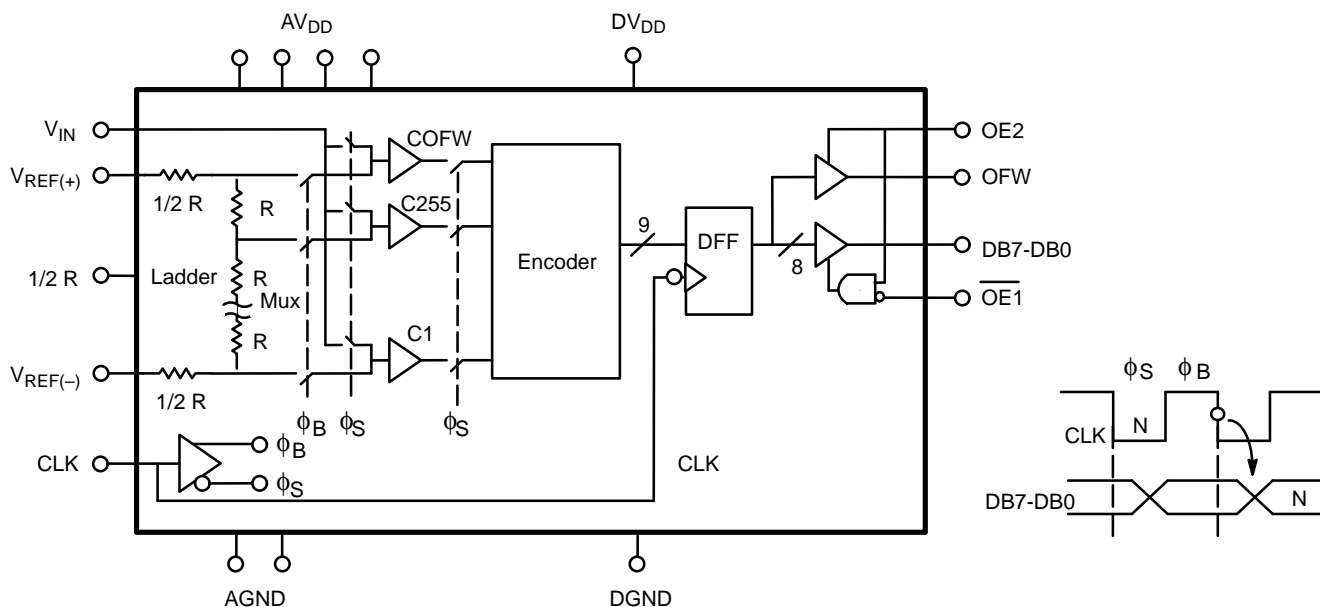 AVDD
DVDD
VIN
COFW
OE2
VREF(+)
OFW
1/2 R
R
C255
9
DFF
8
DB7-DB0
1/2 R
Ladder
R
Mux
Encoder
OE1
R
C1
VREF(–)
1/2 R
ϕB
ϕS
ϕS
CLK
ϕB
ϕS
CLK
AGND
DGND
ϕS
ϕB
N
CLK
DB7-DB0
N